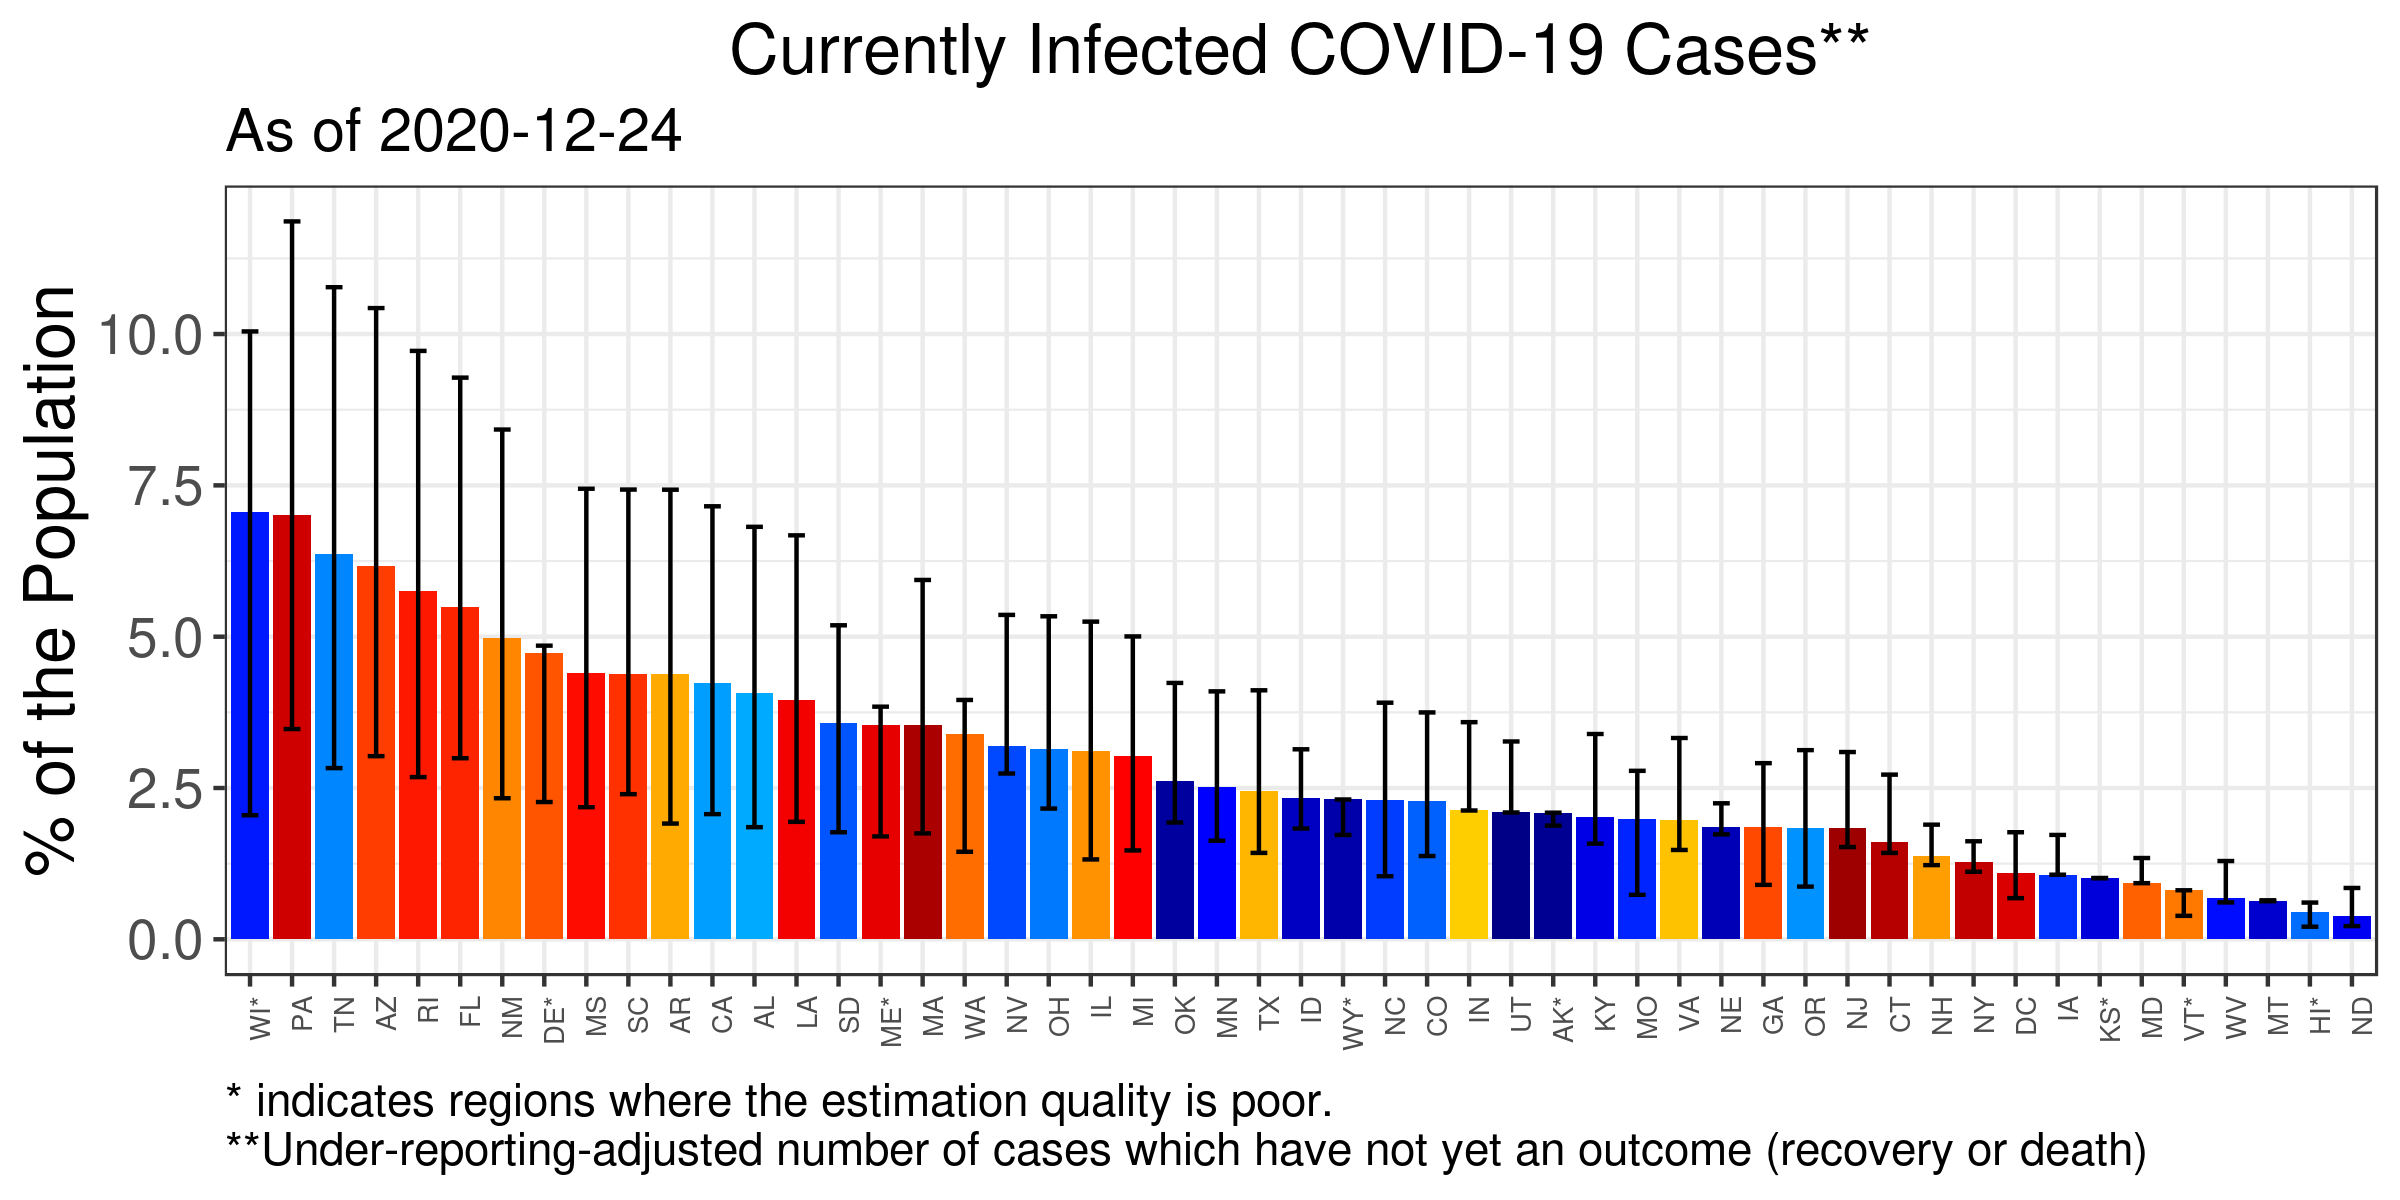 Currently Infected COVID-19 Cases**
As of 2020-12-24
% of the Population
10.0
7.5
5.0
2.5
0.0
WI* PA TN AZ RI FL NM DE* MS SC AR CA AL LA SD ME* MA WA NV OH IL MI OK MN TX ID WY* NC CO IN UT AK* KY MO VA NE GA OR NJ CT NH NY DC IA KS* MD VT* WV MT HI* ND
* indicates regions where the estimation quality is poor.
**Under-reporting-adjusted number of cases which have not yet an outcome (recovery or death)